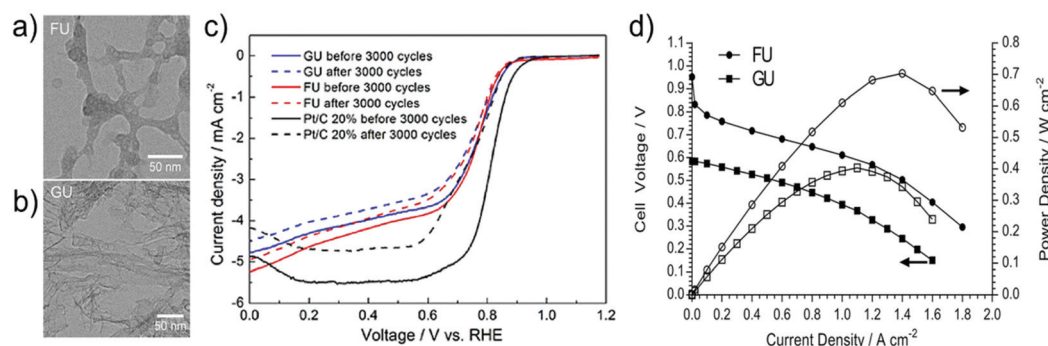 a)
FU
50 nm
b)
GU
50 nm
c)
GU before 3000 cycles
GU after 3000 cycles
FU before 3000 cycles
FU after 3000 cycles
Pt/C 20% before 3000 cycles
Pt/C 20% after 3000 cycles
Current density / mA cm⁻²
0
-1
-2
-3
-4
-5
-6
0.0 0.2 0.4 0.6 0.8 1.0 1.2
Voltage / V vs. RHE
d)
FU
GU
Cell Voltage / V
1.1
1.0
0.9
0.8
0.7
0.6
0.5
0.4
0.3
0.2
0.1
0.0
0.0 0.2 0.4 0.6 0.8 1.0 1.2 1.4 1.6 1.8 2.0
Current Density / A cm⁻²
0.8
0.7
0.6
0.5
0.4
0.3
0.2
0.1
0.0
Power Density / W cm⁻²